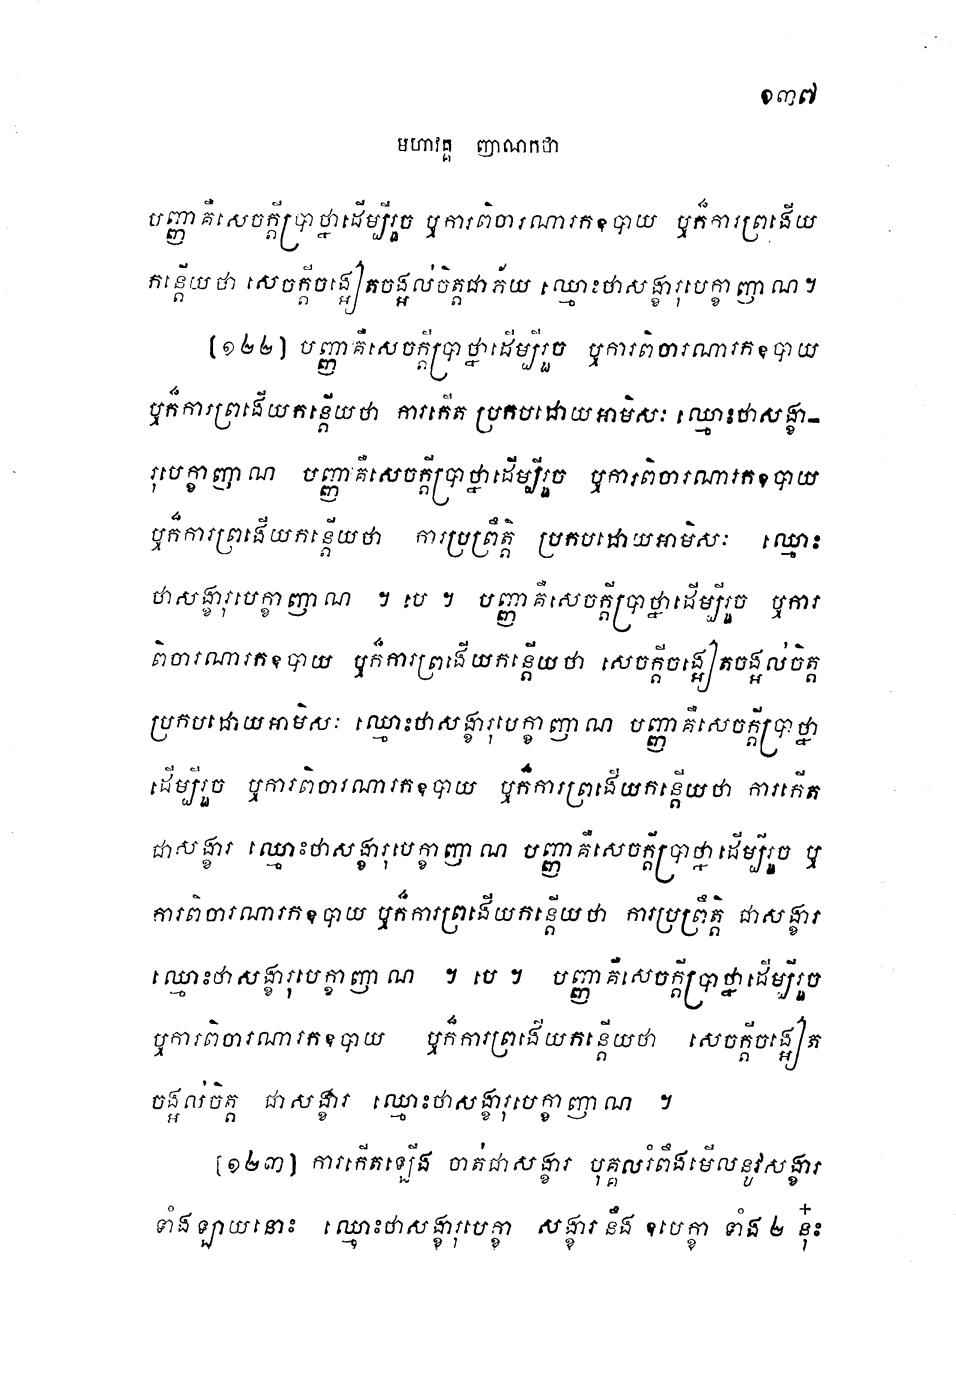 ១៣៧
មហាវគ្គ ញាណកថា
បញ្ញាគឺសេចក្តីប្រាថ្នាដើម្បីរួច ឬការពិចារណារកឧបាយ ឬក៏ការព្រងើយ
កន្តើយថា សេចក្តីចង្អៀតចង្អល់ចិត្តជាភ័យ ឈ្មោះថាសង្ខារុបេក្ខាញាណ។
(១២២) បញ្ញាគឺសេចក្តីប្រាថ្នាដើម្បីរួច ឬការពិចារណារកឧបាយ
ឬក៏ការព្រងើយកន្តើយថា ការកើត ប្រកបដោយអាមិសៈ ឈ្មោះថាសង្ខា-
រុបេក្ខាញាណ បញ្ញាគឺសេចក្តីប្រាថ្នាដើម្បីរួច ឬការពិចារណារកឧបាយ
ឬក៏ការព្រងើយកន្តើយថា ការប្រព្រឹត្តិ ប្រកបដោយអាមិសៈ ឈ្មោះ
ថាសង្ខារុបេក្ខាញាណ ។ បេ ។ បញ្ញាគឺសេចក្តីប្រាថ្នាដើម្បីរួច ឬការ
ពិចារណារកឧបាយ ឬក៏ការព្រងើយកន្តើយថា សេចក្តីចង្អៀតចង្អល់ចិត្ត
ប្រកបដោយអាមិសៈ ឈ្មោះថាសង្ខារុបេក្ខាញាណ បញ្ញាគឺសេចក្តីប្រាថ្នា
ដើម្បីរួច ឬការពិចារណារកឧបាយ ឬក៏ការព្រងើយកន្តើយថា ការកើត
ជាសង្ខារ ឈ្មោះថាសង្ខារុបេក្ខាញាណ បញ្ញាគឺសេចក្តីប្រាថ្នាដើម្បីរួច ឬ
ការពិចារណារកឧបាយ ឬក៏ការព្រងើយកន្តើយថា ការប្រព្រឹត្តិ ជាសង្ខារ
ឈ្មោះថាសង្ខារុបេក្ខាញាណ ។ បេ ។ បញ្ញាគឺសេចក្តីប្រាថ្នាដើម្បីរួច
ឬការពិចារណារកឧបាយ ឬក៏ការព្រងើយកន្តើយថា សេចក្តីចង្អៀត
ចង្អល់ចិត្ត ជាសង្ខារ ឈ្មោះថាសង្ខារុបេក្ខាញាណ ។
(១២៣) ការកើតឡើង ចាត់ជាសង្ខារ បុគ្គលរំពឹងមើលនូវសង្ខារ
ទាំងឡាយនោះ ឈ្មោះថាសង្ខារុបេក្ខា សង្ខារនឹង ឧបេក្ខា ទាំង ២ នុ៎ះ